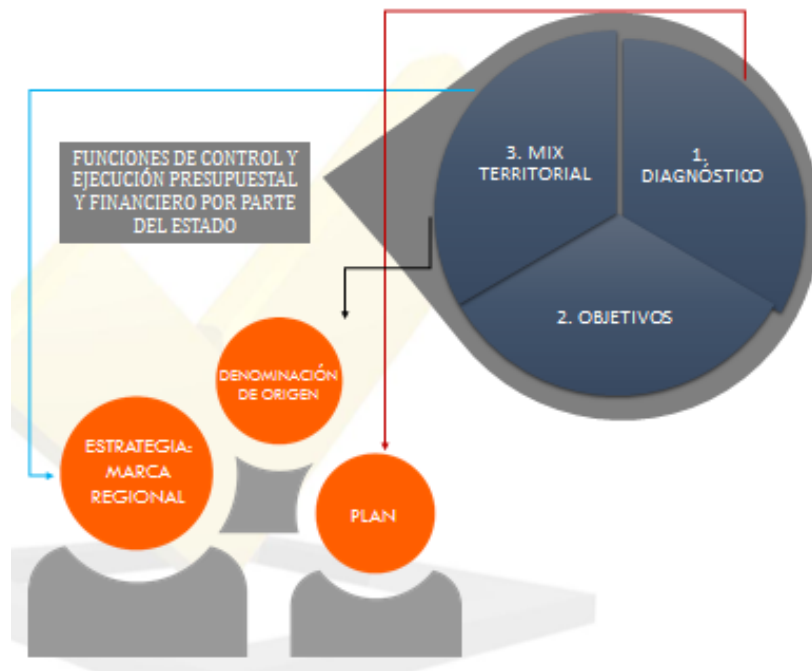 FUNCIONES DE CONTROL Y
EJECUCIÓN PRESUPUESTAL
Y FINANCIERO POR PARTE
DEL ESTADO
3. MIX
TERRITORIAL
1.
DIAGNÓSTICO
2. OBJETIVOS
DENOMINACIÓN
DE ORIGEN
ESTRATEGIA:
MARCA
REGIONAL
PLAN